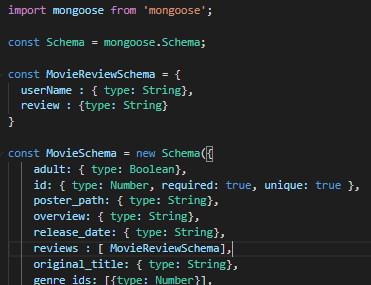 import mongoose from 'mongoose';
const Schema = mongoose.Schema;
const MovieReviewSchema = {
userName : { type: String},
review : {type: String}
}
const MovieSchema = new Schema({
adult: { type: Boolean},
id: { type: Number, required: true, unique: true },
poster_path: { type: String},
overview: { type: String},
release_date: { type: String},
reviews : [ MovieReviewSchema],
original_title: { type: String},
genre_ids: [{type: Number}],